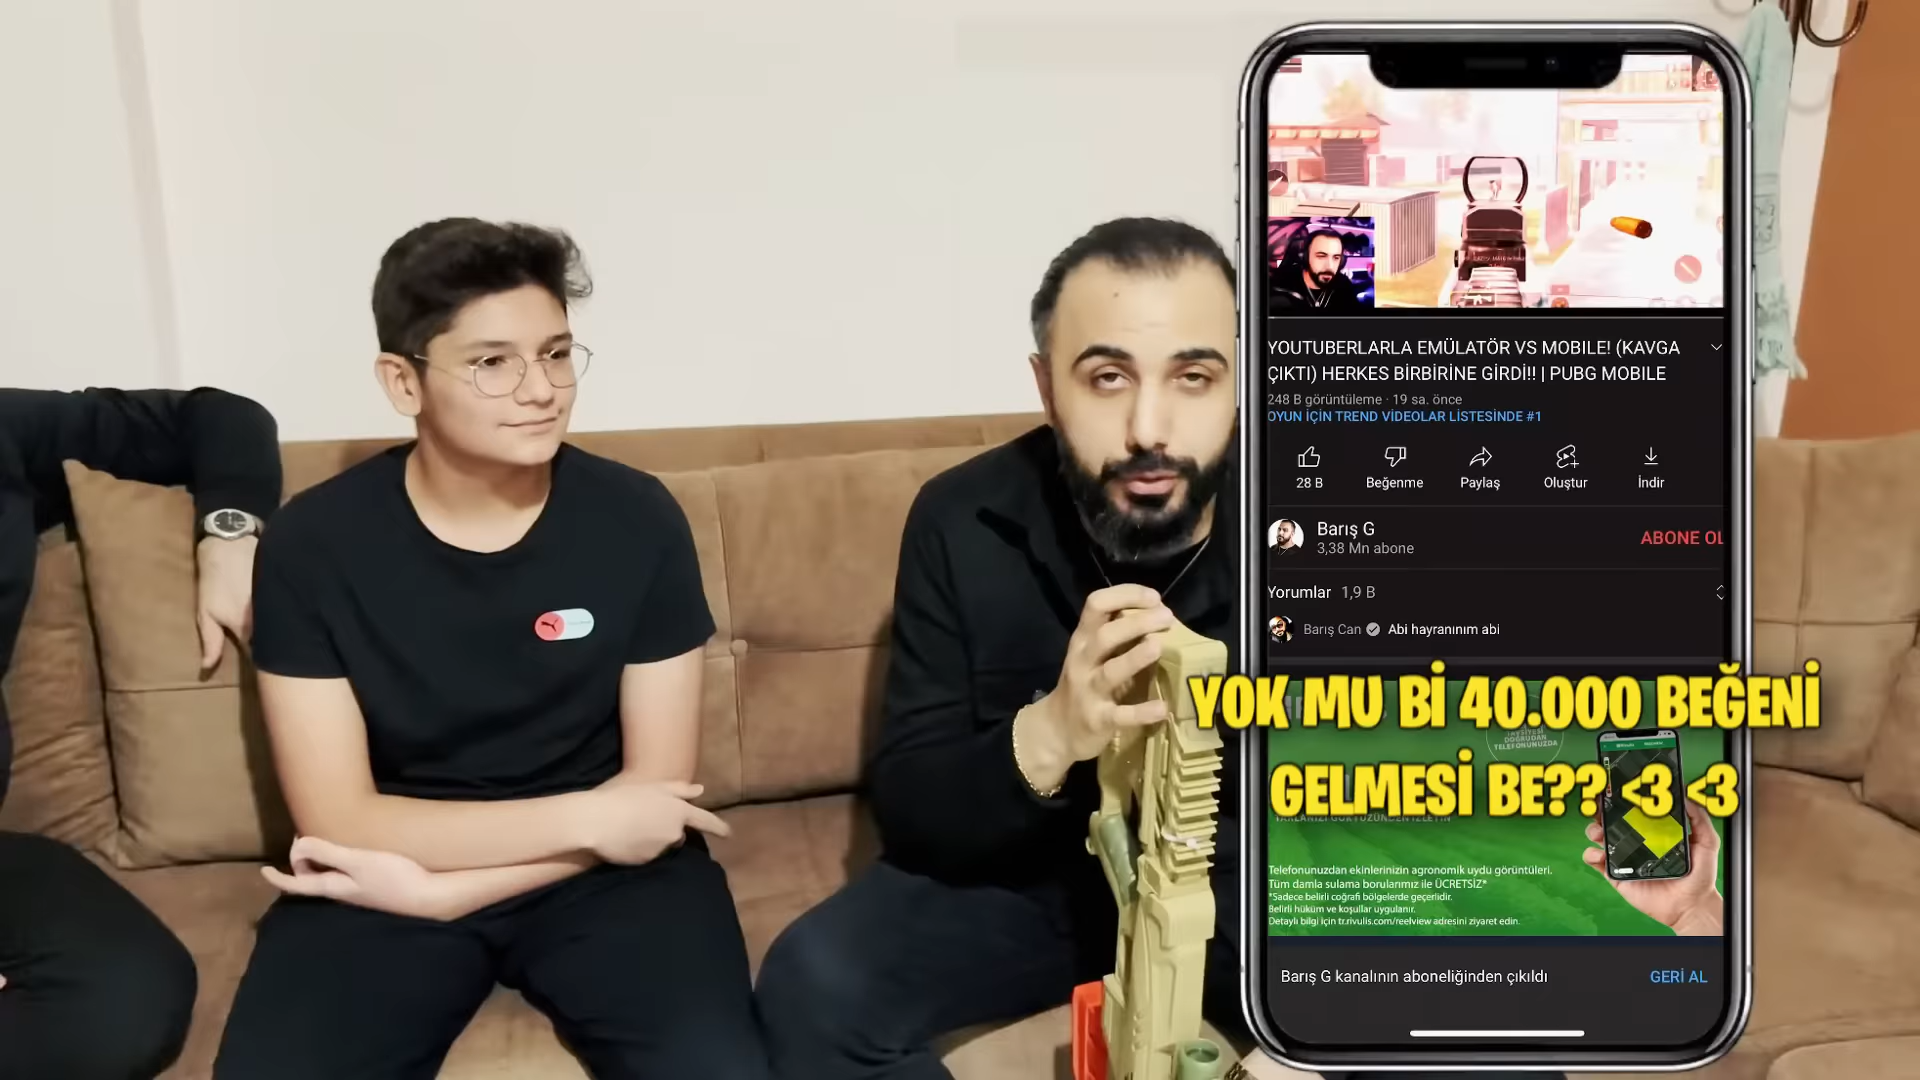 YOUTUBERLARLA EMÜLATÖR VS MOBILE! (KAVGA
ÇIKTI) HERKES BİRBİRİNE GİRDİ!! | PUBG MOBILE
248 B görüntüleme · 19 sa. önce
OYUN İÇİN TREND VİDEOLAR LİSTESİNDE #1
28 B
Beğenme
Paylaş
Oluştur
İndir
Barış G
3,38 Mn abone
ABONE OL
Yorumlar 1,9 B
Barış Can Abi hayranınım abi
YOK MU Bİ 40.000 BEĞENİ
GELMESİ BE?? <3 <3
DOĞRUDAN
TELEFONUNUZDA
Telefonunuzdan ekinlerinizin agronomik uydu görüntüleri.
Tüm damla sulama borularımız ile ÜCRETSİZ*
*Sadece belirli coğrafi bölgelerde geçerlidir.
Belirli hüküm ve koşullar uygulanır.
Detaylı bilgi için tr.rivulis.com/reelview adresini ziyaret edin.
Barış G kanalının aboneliğinden çıkıldı
GERİ AL